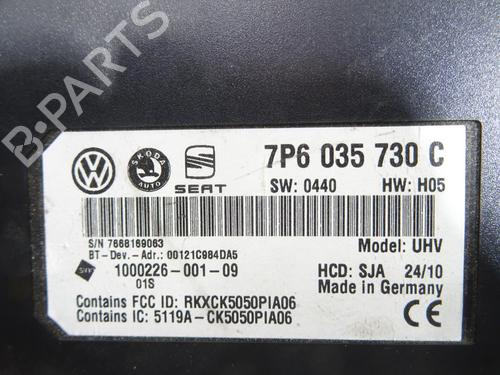 B-PARTS
ŠKODA
AUTO
SEAT
7P6 035 730 C
SW: 0440 HW: H05
S/N 7668169063
BT-Dev.-Adr.: 00121C984DA5
Model: UHV
1000226-001-09
01S
HCD: SJA 24/10
Made in Germany
Contains FCC ID: RKXCK5050PIA06
Contains IC: 5119A-CK5050PIA06
CE